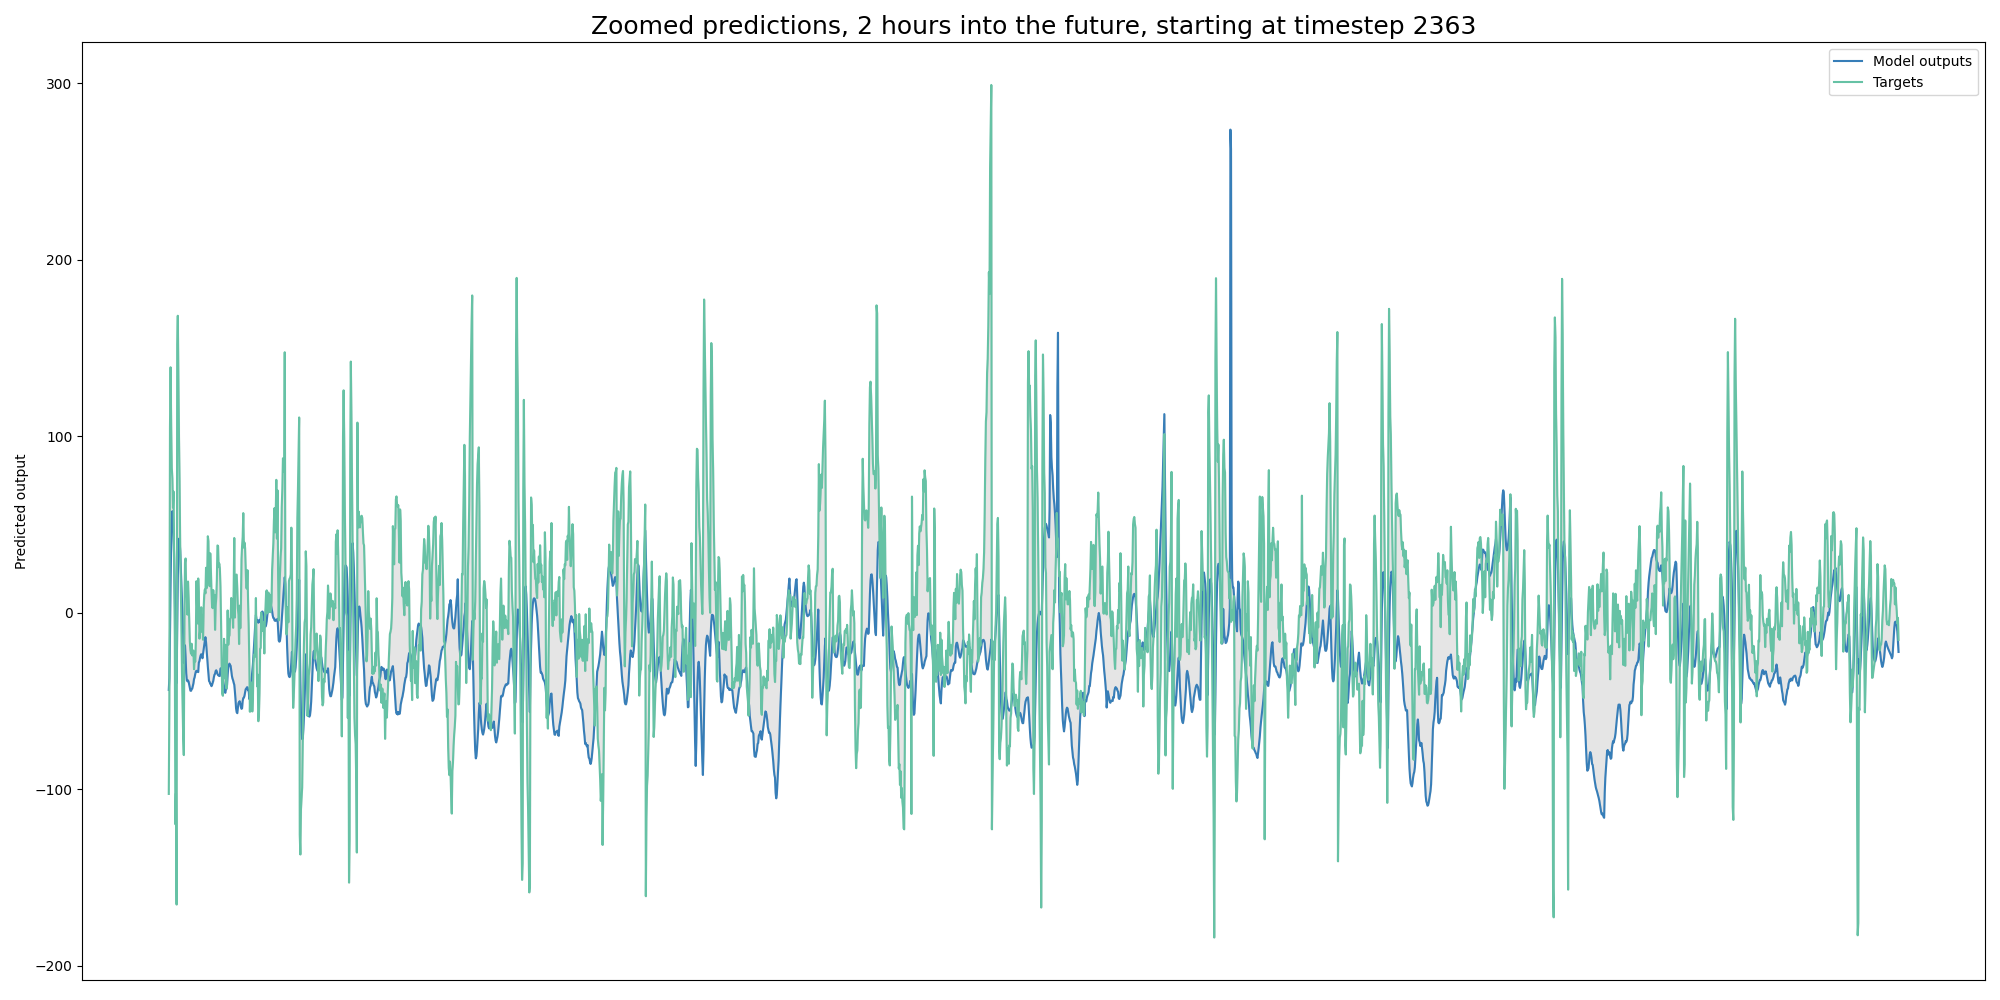 Zoomed predictions, 2 hours into the future, starting at timestep 2363
Model outputs
Targets
300
200
100
0
−100
−200
Predicted output